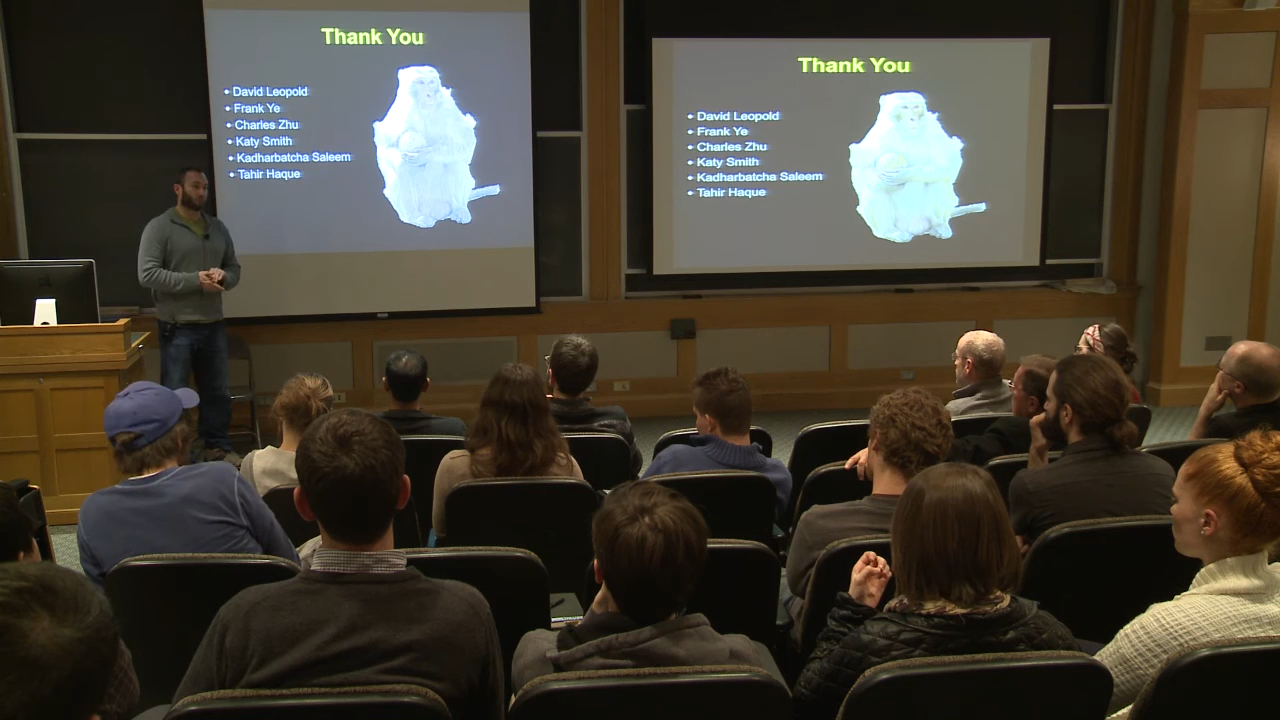 Thank You
• David Leopold
• Frank Ye
• Charles Zhu
• Katy Smith
• Kadharbatcha Saleem
• Tahir Haque
Thank You
• David Leopold
• Frank Ye
• Charles Zhu
• Katy Smith
• Kadharbatcha Saleem
• Tahir Haque